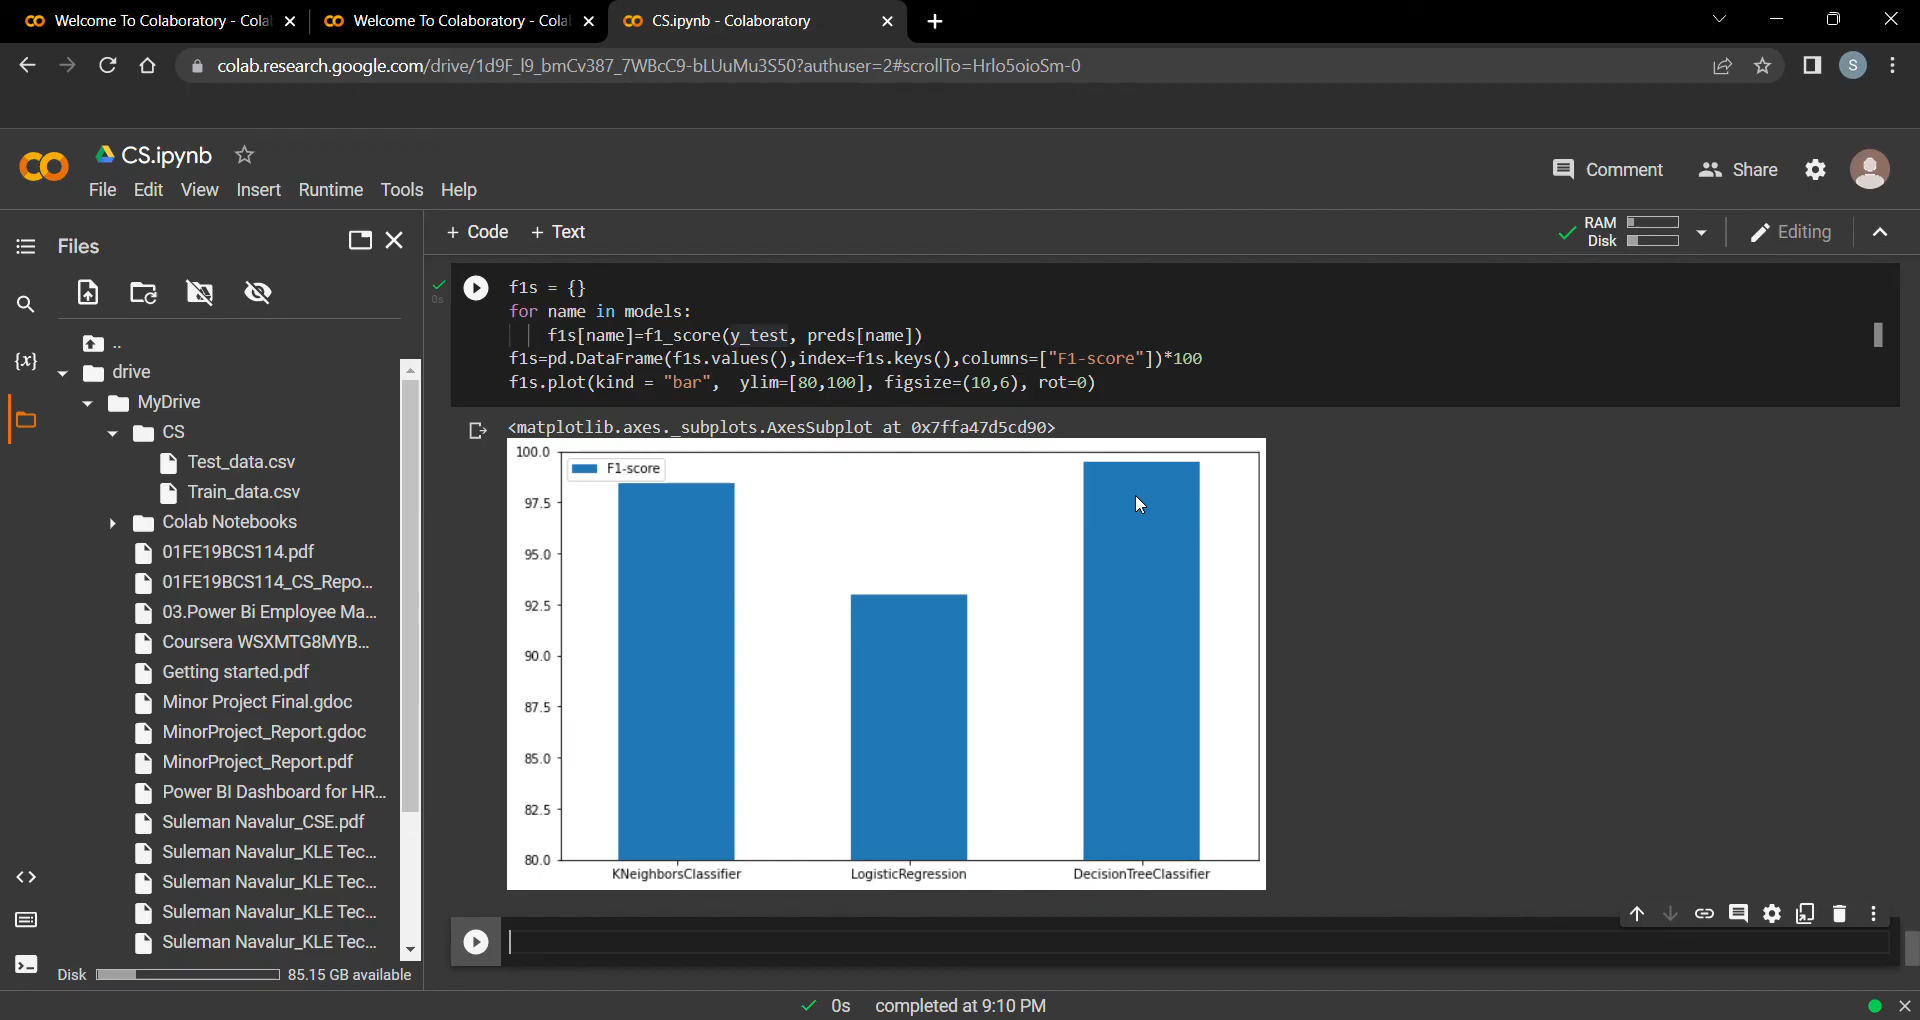 Welcome To Colaboratory - Cola
Welcome To Colaboratory - Cola
CS.ipynb - Colaboratory
colab.research.google.com/drive/1d9F_l9_bmCv387_7WBcC9-bLUuMu3S50?authuser=2#scrollTo=Hrlo5oioSm-0
S
CS.ipynb
File Edit View Insert Runtime Tools Help
Comment
Share
Files
+ Code + Text
RAM
Disk
Editing
{x}
..
drive
MyDrive
CS
Test_data.csv
Train_data.csv
Colab Notebooks
01FE19BCS114.pdf
01FE19BCS114_CS_Repo...
03.Power Bi Employee Ma...
Coursera WSXMTG8MYB...
Getting started.pdf
Minor Project Final.gdoc
MinorProject_Report.gdoc
MinorProject_Report.pdf
Power BI Dashboard for HR...
Suleman Navalur_CSE.pdf
Suleman Navalur_KLE Tec...
Suleman Navalur_KLE Tec...
Suleman Navalur_KLE Tec...
Suleman Navalur_KLE Tec...
Disk 85.15 GB available
0s
f1s = {}
for name in models:
f1s[name]=f1_score(y_test, preds[name])
f1s=pd.DataFrame(f1s.values(),index=f1s.keys(),columns=["F1-score"])*100
f1s.plot(kind = "bar", ylim=[80,100], figsize=(10,6), rot=0)
<matplotlib.axes._subplots.AxesSubplot at 0x7ffa47d5cd90>
100.0
F1-score
97.5
95.0
92.5
90.0
87.5
85.0
82.5
80.0
KNeighborsClassifier LogisticRegression DecisionTreeClassifier
0s completed at 9:10 PM